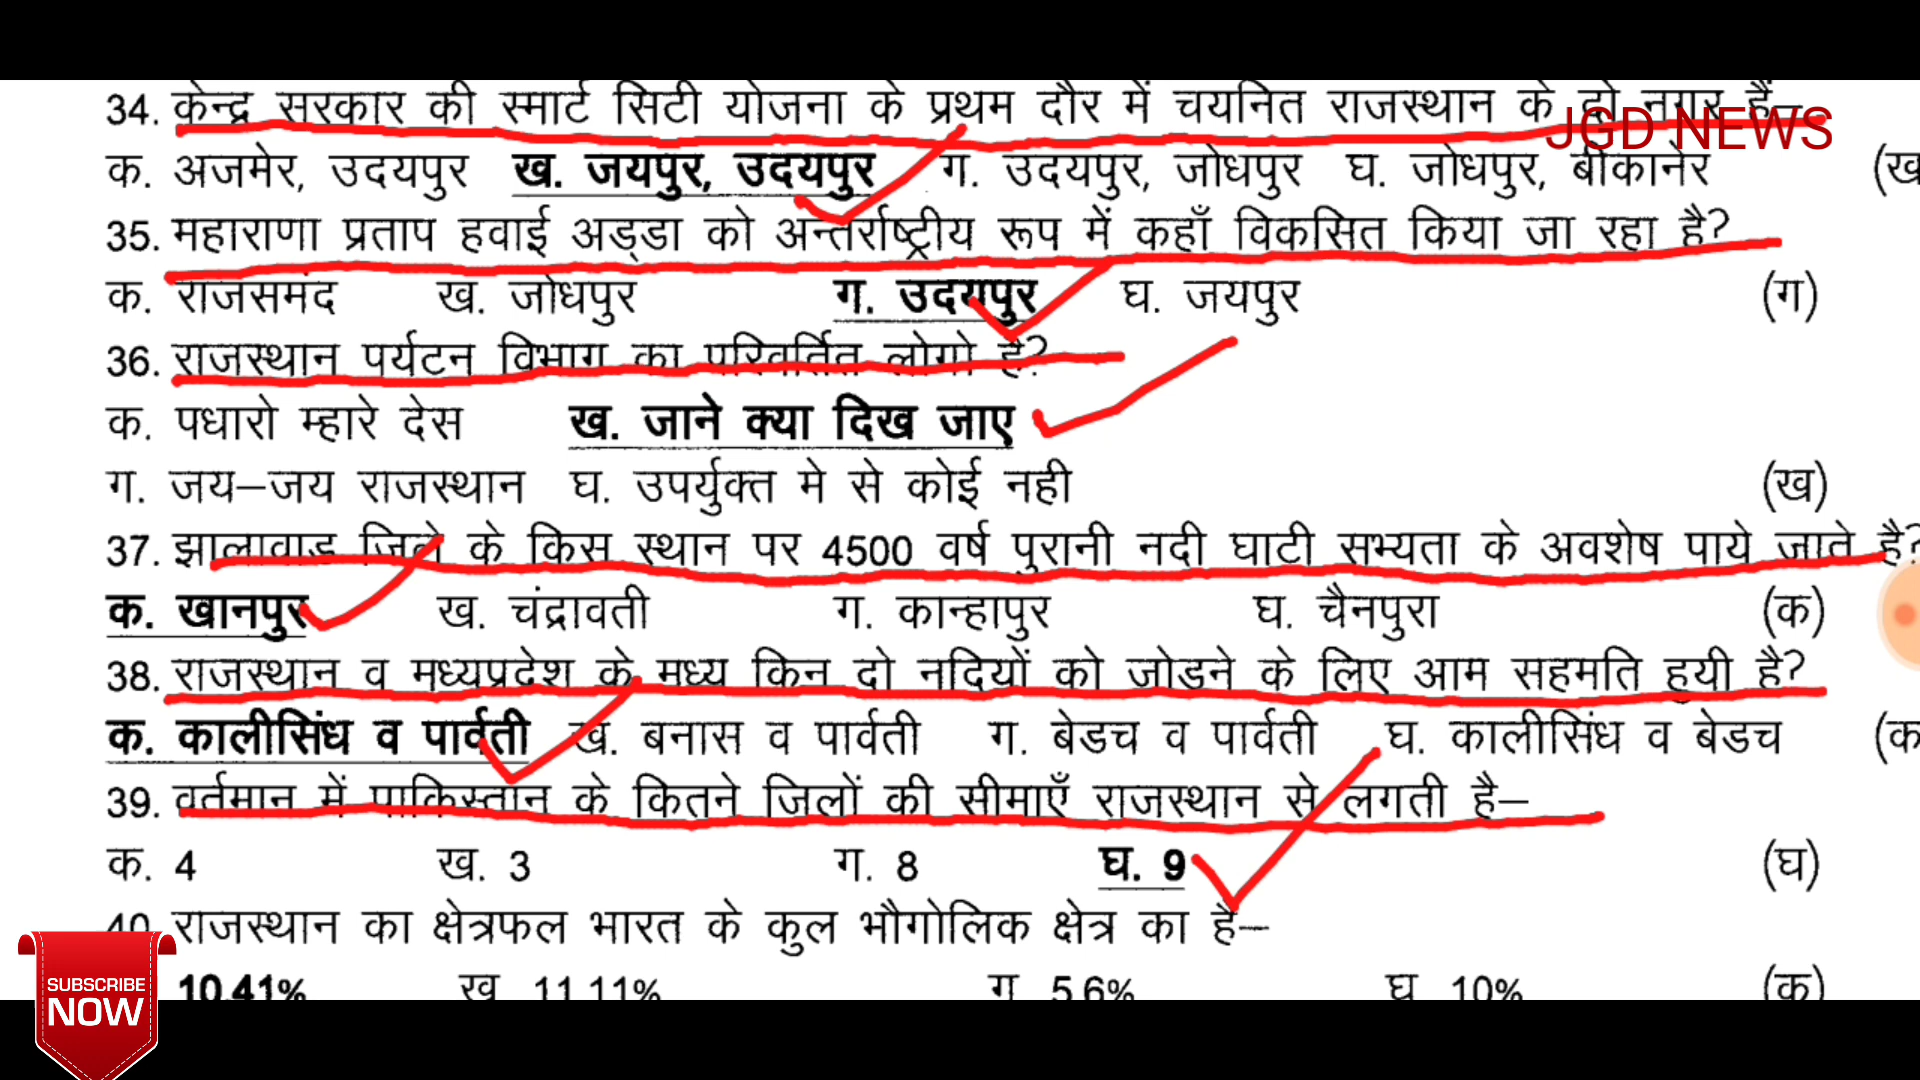 34. केन्द्र सरकार की स्मार्ट सिटी योजना के प्रथम दौर में चयनित राजस्थान के दो नगर हैं–
JGD NEWS
क. अजमेर, उदयपुर ख. जयपुर, उदयपुर ग. उदयपुर, जोधपुर घ. जोधपुर, बीकानेर (ख
35. महाराणा प्रताप हवाई अड्डा को अन्तर्राष्ट्रीय रूप में कहाँ विकसित किया जा रहा है?
क. राजसमंद ख. जोधपुर ग. उदयपुर घ. जयपुर (ग)
36. राजस्थान पर्यटन विभाग का परिवर्तित लोगो है?
क. पधारो म्हारे देस ख. जाने क्या दिख जाए
ग. जय–जय राजस्थान घ. उपर्युक्त मे से कोई नही (ख)
37. झालावाड जिले के किस स्थान पर 4500 वर्ष पुरानी नदी घाटी सभ्यता के अवशेष पाये जाते है?
क. खानपुर ख. चंद्रावती ग. कान्हापुर घ. चैनपुरा (क)
38. राजस्थान व मध्यप्रदेश के मध्य किन दो नदियों को जोडने के लिए आम सहमति हुयी है?
क. कालीसिंध व पार्वती ख. बनास व पार्वती ग. बेडच व पार्वती घ. कालीसिंध व बेडच (क
39. वर्तमान में पाकिस्तान के कितने जिलों की सीमाएँ राजस्थान से लगती है–
क. 4 ख. 3 ग. 8 घ. 9 (घ)
40. राजस्थान का क्षेत्रफल भारत के कुल भौगोलिक क्षेत्र का है–
10.41% ख 11.11% ग 5.6% घ 10% (क)
SUBSCRIBE
NOW